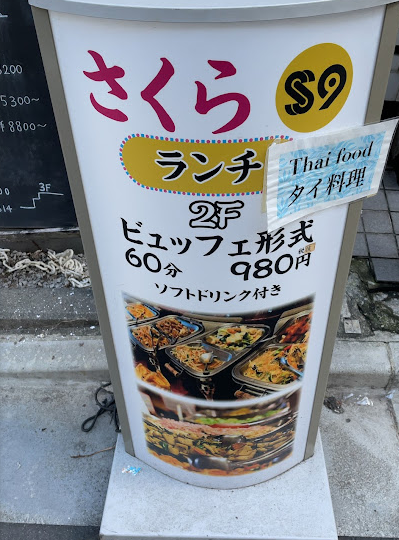 さくら
S9
ランチ
Thai food
タイ料理
2F
ビュッフェ形式
60分 980円
ソフトドリンク付き
5300~
¥8800~
3F